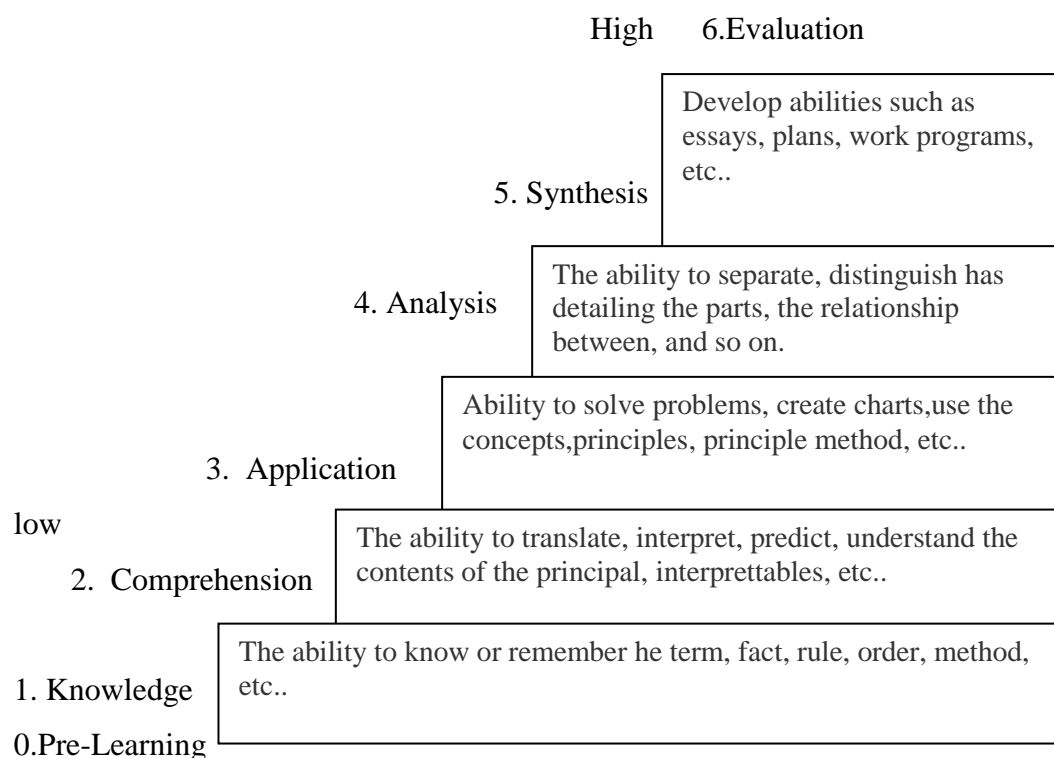 High 6.Evaluation
Develop abilities such as
essays, plans, work programs,
etc..
5. Synthesis
The ability to separate, distinguish has
detailing the parts, the relationship
between, and so on.
4. Analysis
Ability to solve problems, create charts,use the
concepts,principles, principle method, etc..
3. Application
low
The ability to translate, interpret, predict, understand the
contents of the principal, interprettables, etc..
2. Comprehension
The ability to know or remember he term, fact, rule, order, method,
etc..
1. Knowledge
0.Pre-Learning